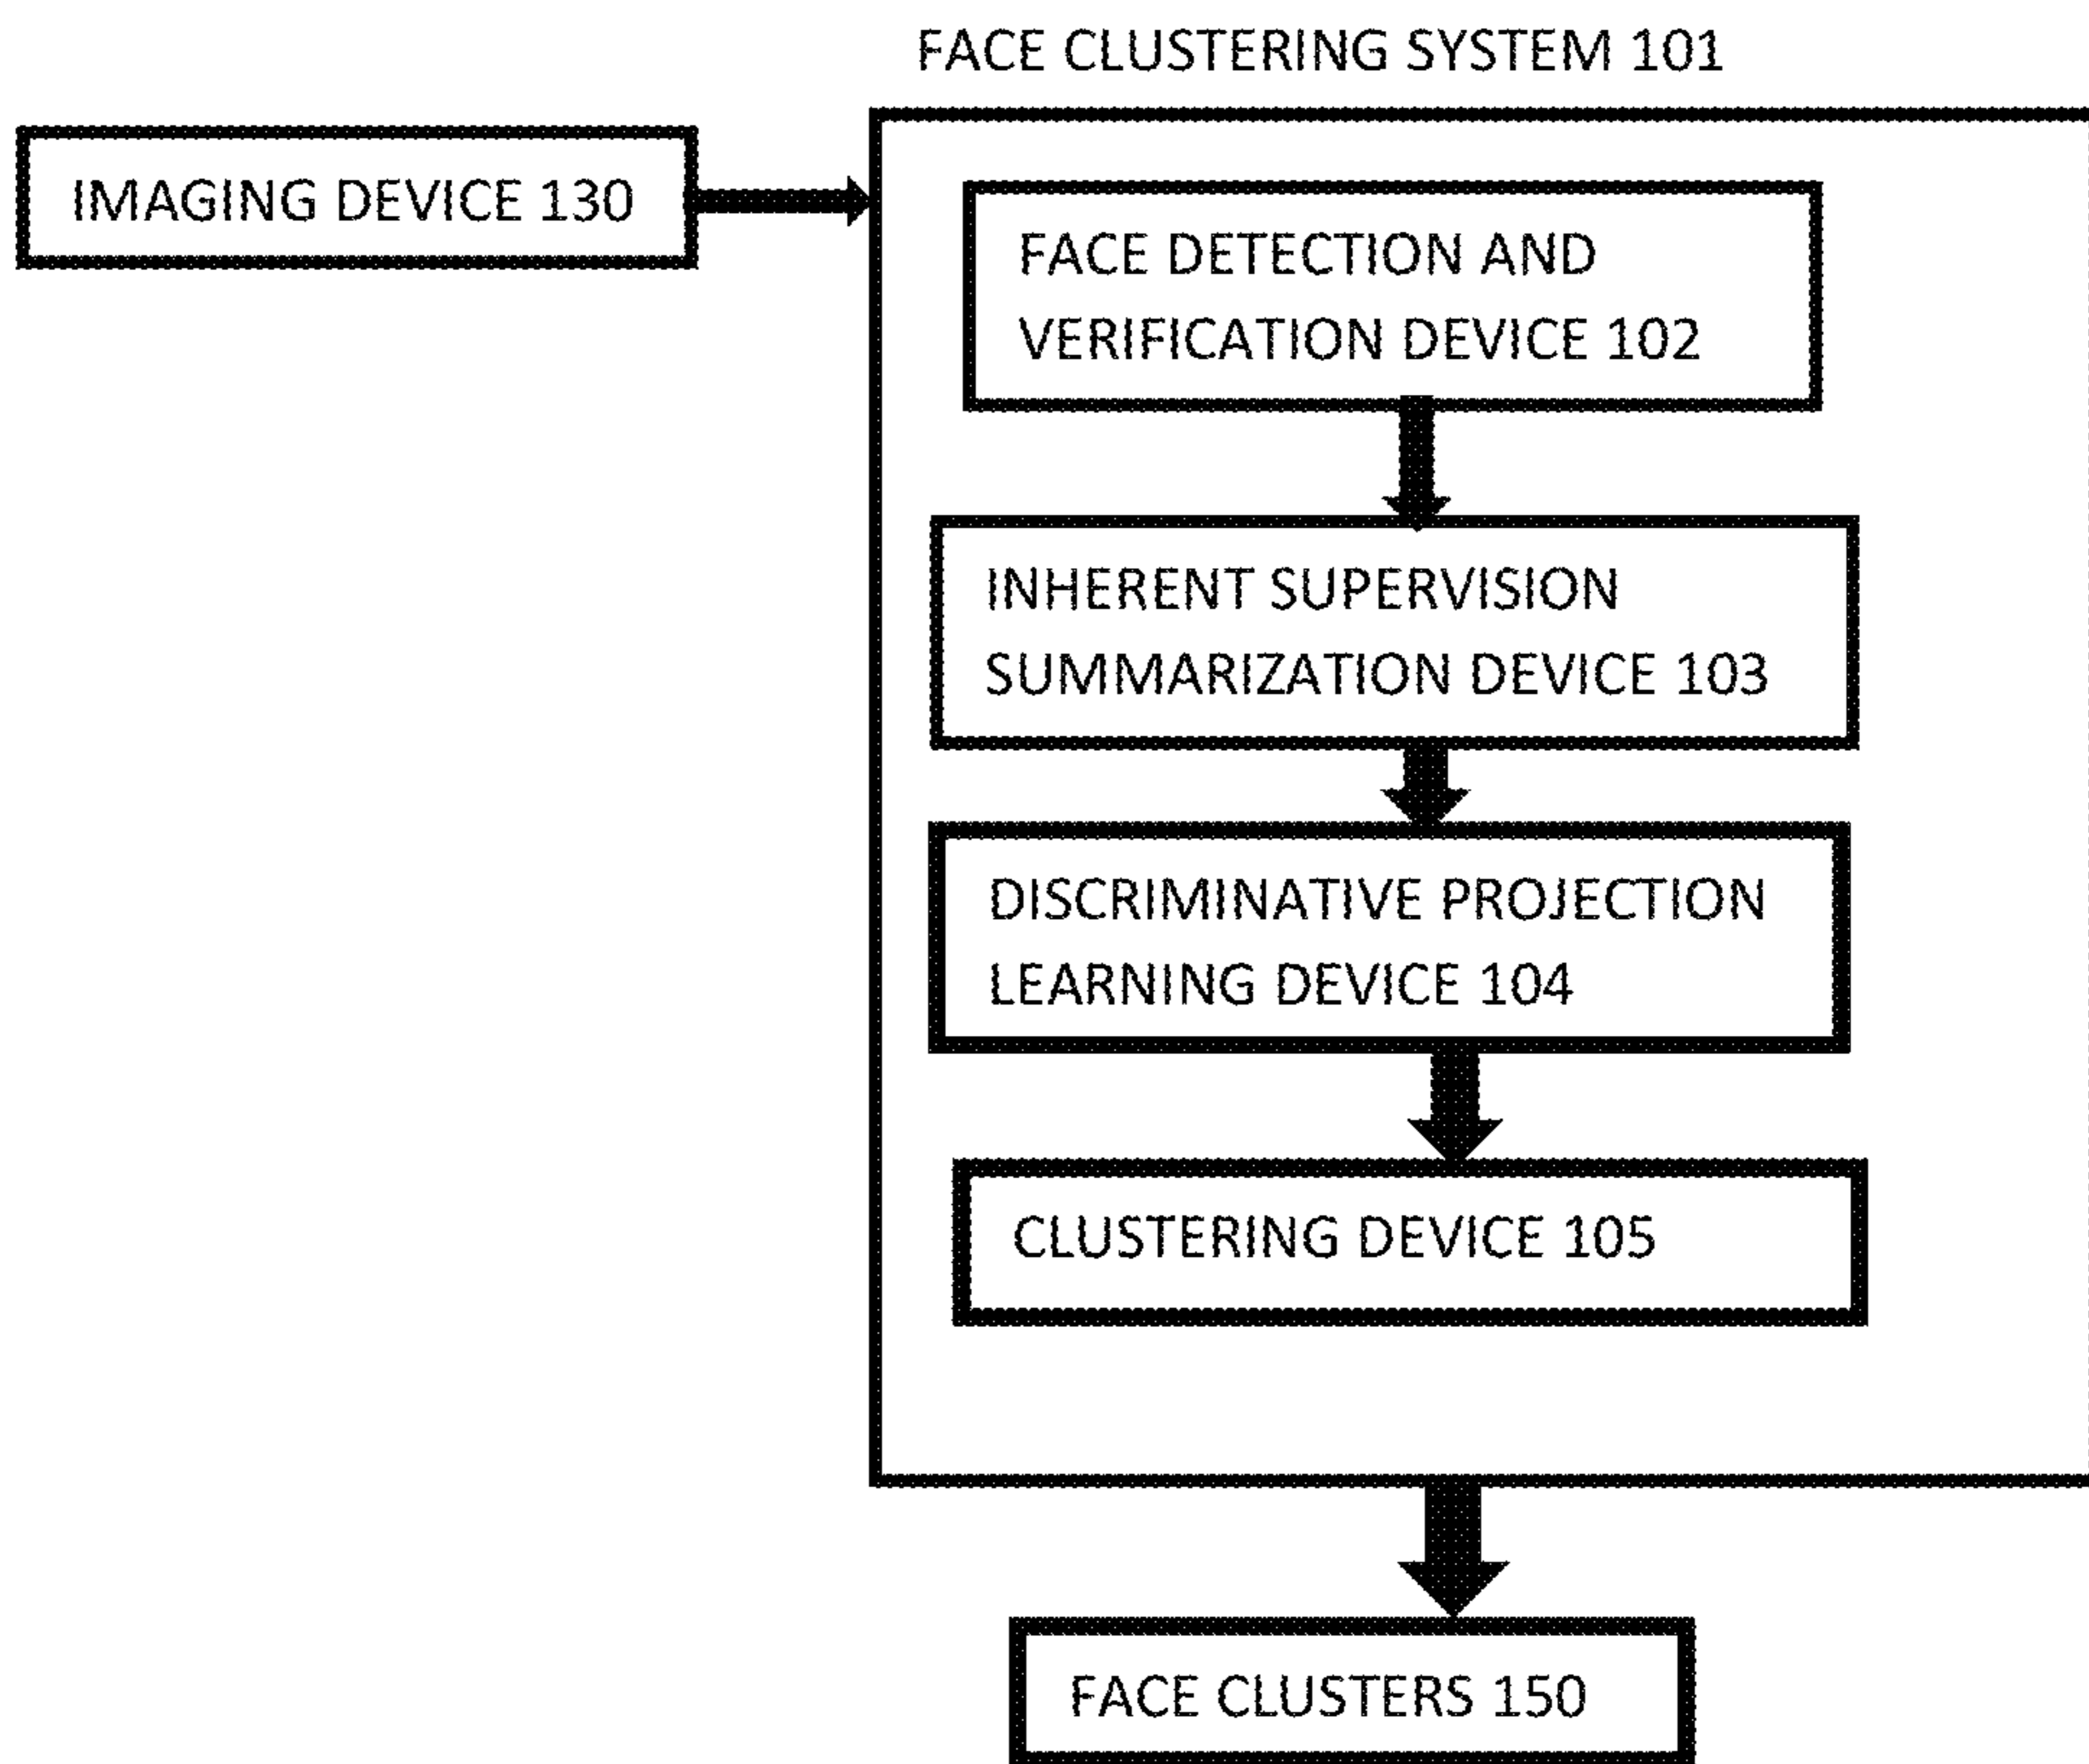 FACE CLUSTERING SYSTEM 101
IMAGING DEVICE 130
FACE DETECTION AND
VERIFICATION DEVICE 102
INHERENT SUPERVISION
SUMMARIZATION DEVICE 103
DISCRIMINATIVE PROJECTION
LEARNING DEVICE 104
CLUSTERING DEVICE 105
FACE CLUSTERS 150